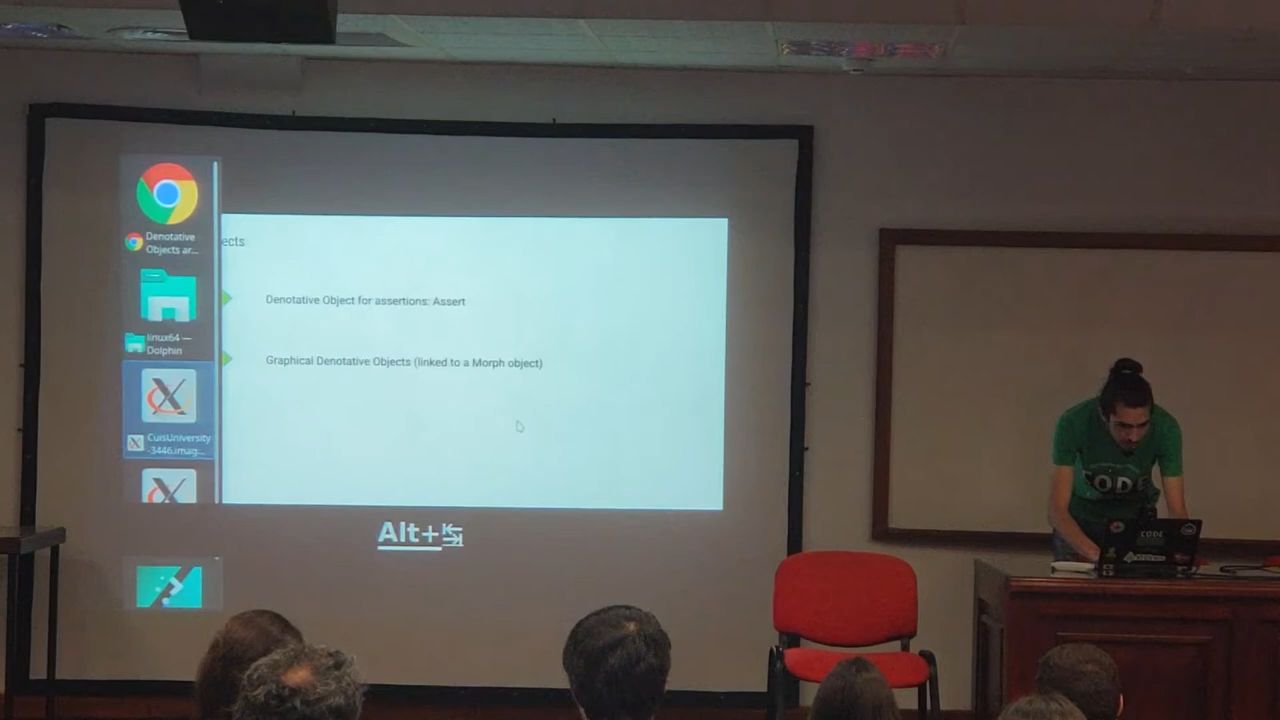 Denotative
Objects ar...
ects
Denotative Object for assertions: Assert
linux64 —
Dolphin
Graphical Denotative Objects (linked to a Morph object)
CuisUniversity
-3446.imag...
Alt+
CODE
CODE